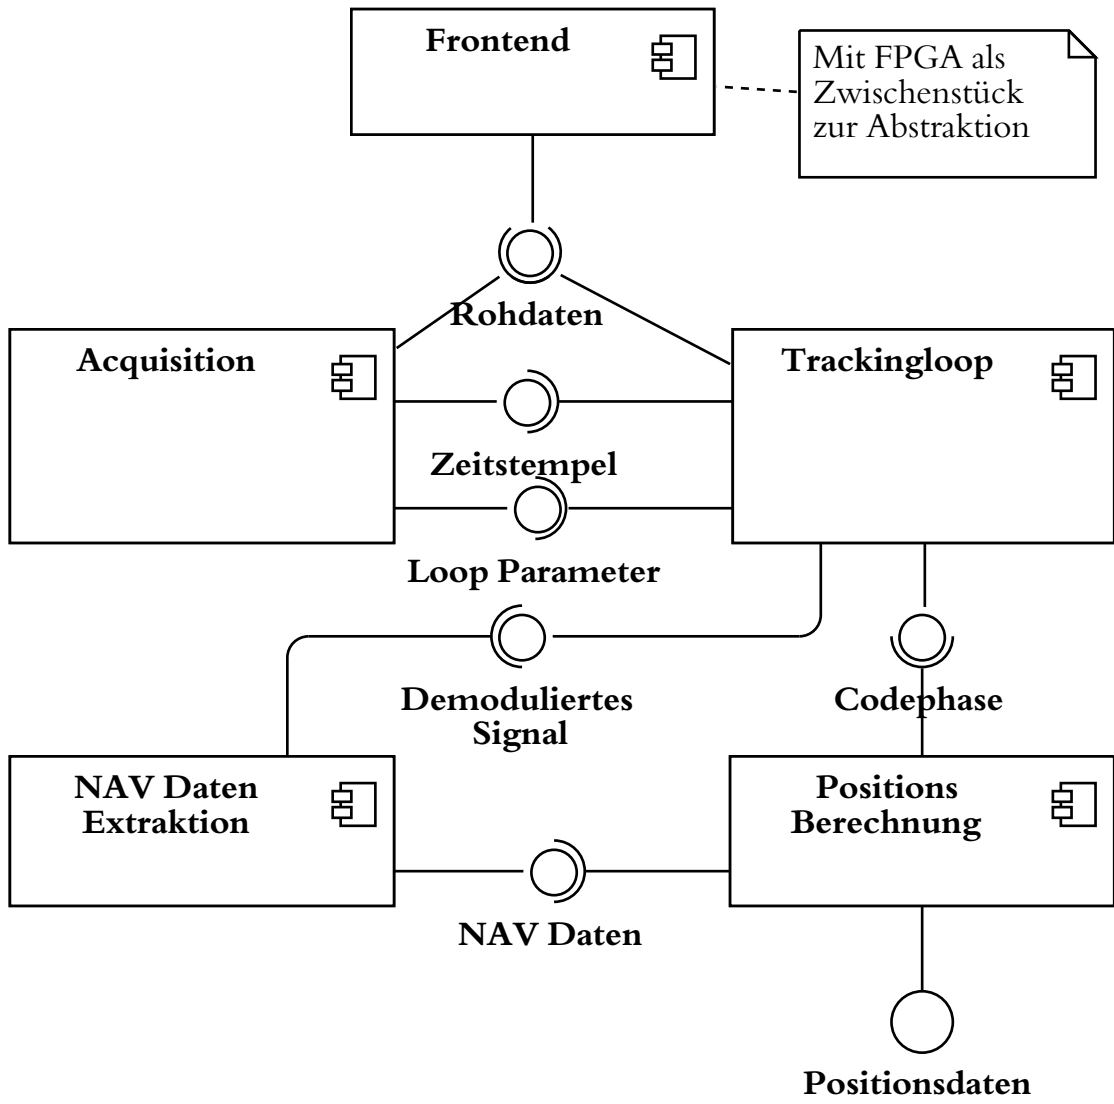 Frontend
Mit FPGA als
Zwischenstück
zur Abstraktion
Rohdaten
Acquisition
Trackingloop
Zeitstempel
Loop Parameter
Demoduliertes
Signal
Codephase
NAV Daten
Extraktion
Positions
Berechnung
NAV Daten
Positionsdaten